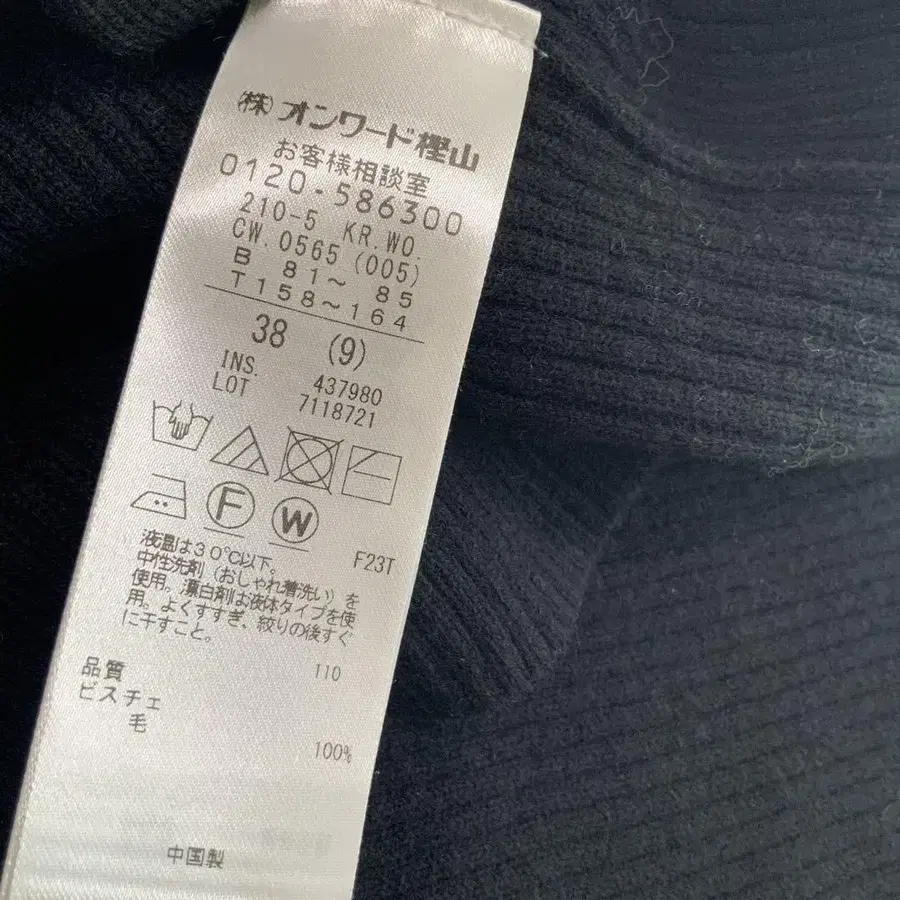 (株)オンワード樫山
お客様相談室
0120-586300
210-5 KR.WO.
CW.0565(005)
B 81～ 85
T158～164
38 (9)
INS. 437980
LOT 7118721
F W
F23T
液温は30℃以下。
中性洗剤(おしゃれ着洗い)を
使用。漂白剤は液体タイプを使
用。よくすすぎ、絞りの後すぐ
に干すこと。
110
品質
ビスチェ
毛 100%
中国製